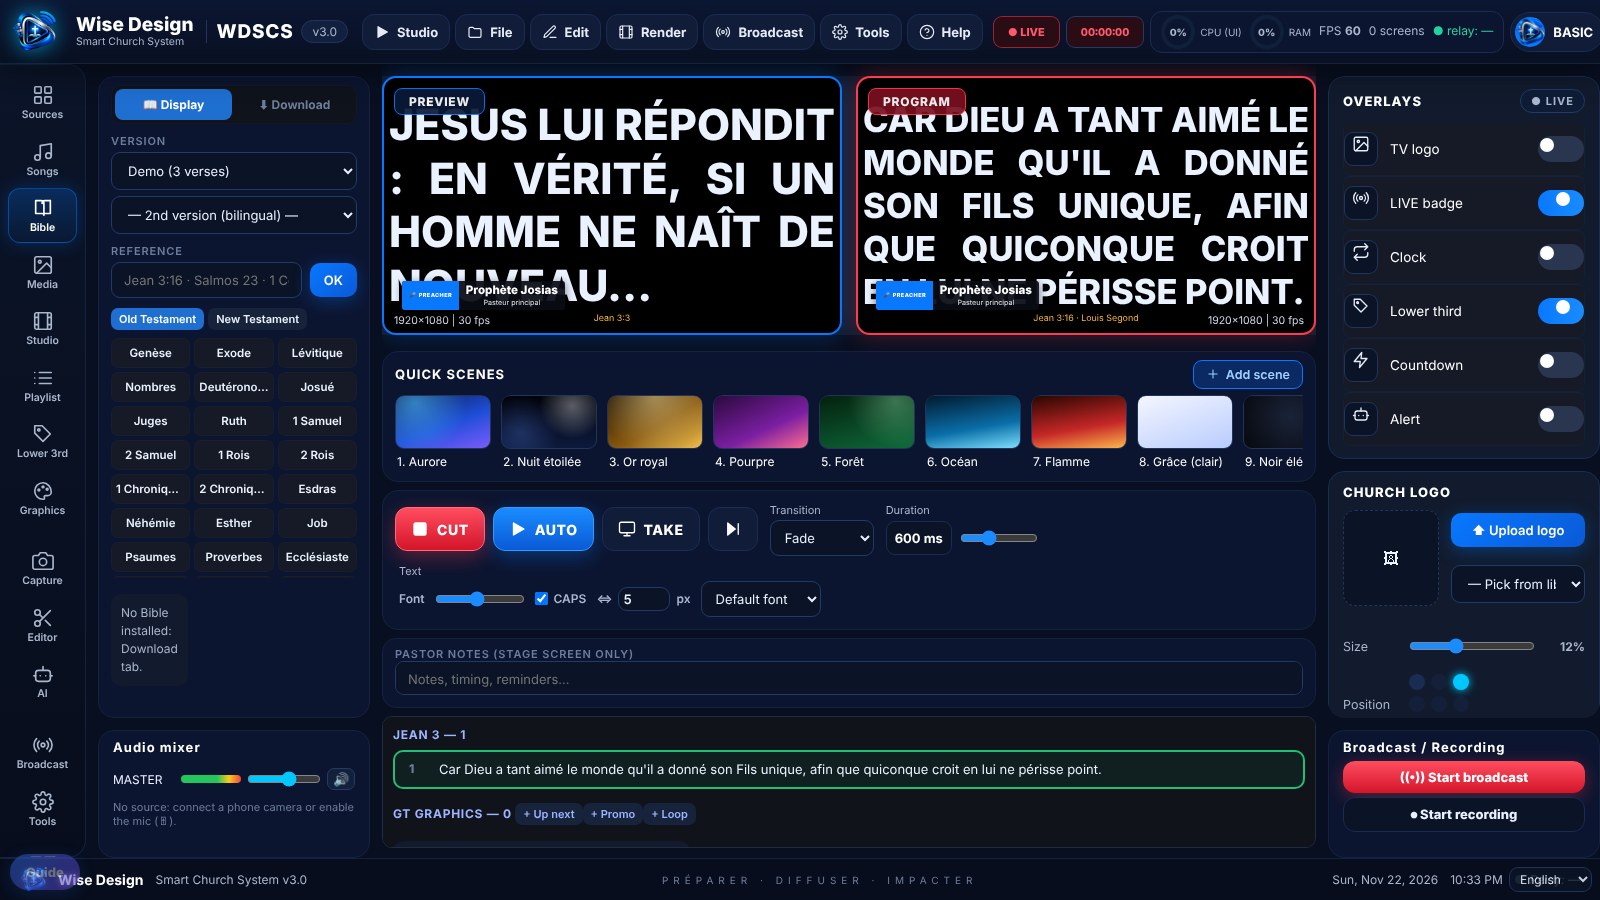 Wise Design
Smart Church System
WDSCS
v3.0
Studio
File
Edit
Render
Broadcast
Tools
Help
LIVE
00:00:00
0%
CPU (UI)
0%
RAM
FPS 60
0 screens
relay: —
BASIC
Sources
Songs
Bible
Media
Studio
Playlist
Lower 3rd
Graphics
Capture
Editor
AI
Broadcast
Tools
Display
Download
VERSION
Demo (3 verses)
— 2nd version (bilingual) —
REFERENCE
Jean 3:16 · Salmos 23 · 1 C
OK
Old Testament
New Testament
Genèse
Exode
Lévitique
Nombres
Deutérono...
Josué
Juges
Ruth
1 Samuel
2 Samuel
1 Rois
2 Rois
1 Chroniq...
2 Chroniq...
Esdras
Néhémie
Esther
Job
Psaumes
Proverbes
Ecclésiaste
No Bible
installed:
Download
tab.
Audio mixer
MASTER
No source: connect a phone camera or enable
the mic ( ).
PREVIEW
JÉSUS LUI RÉPONDIT
: EN VÉRITÉ, SI UN
HOMME NE NAÎT DE
NOUVEAU...
PREACHER
Prophète Josias
Pasteur principal
1920×1080 | 30 fps
Jean 3:3
PROGRAM
CAR DIEU A TANT AIMÉ LE
MONDE QU'IL A DONNÉ
SON FILS UNIQUE, AFIN
QUE QUICONQUE CROIT
PÉRISSE POINT.
PREACHER
Prophète Josias
Pasteur principal
Jean 3:16 · Louis Segond
1920×1080 | 30 fps
QUICK SCENES
+ Add scene
1. Aurore
2. Nuit étoilée
3. Or royal
4. Pourpre
5. Forêt
6. Océan
7. Flamme
8. Grâce (clair)
9. Noir élé
CUT
AUTO
TAKE
Transition
Fade
Duration
600 ms
Text
Font
CAPS
5
px
Default font
PASTOR NOTES (STAGE SCREEN ONLY)
Notes, timing, reminders...
JEAN 3 — 1
1
Car Dieu a tant aimé le monde qu'il a donné son Fils unique, afin que quiconque croit en lui ne périsse point.
GT GRAPHICS — 0
+ Up next
+ Promo
+ Loop
OVERLAYS
LIVE
TV logo
LIVE badge
Clock
Lower third
Countdown
Alert
CHURCH LOGO
Upload logo
— Pick from lib
Size
12%
Position
Broadcast / Recording
Start broadcast
Start recording
Guide
Wise Design
Smart Church System v3.0
PRÉPARER · DIFFUSER · IMPACTER
Sun, Nov 22, 2026
10:33 PM
English